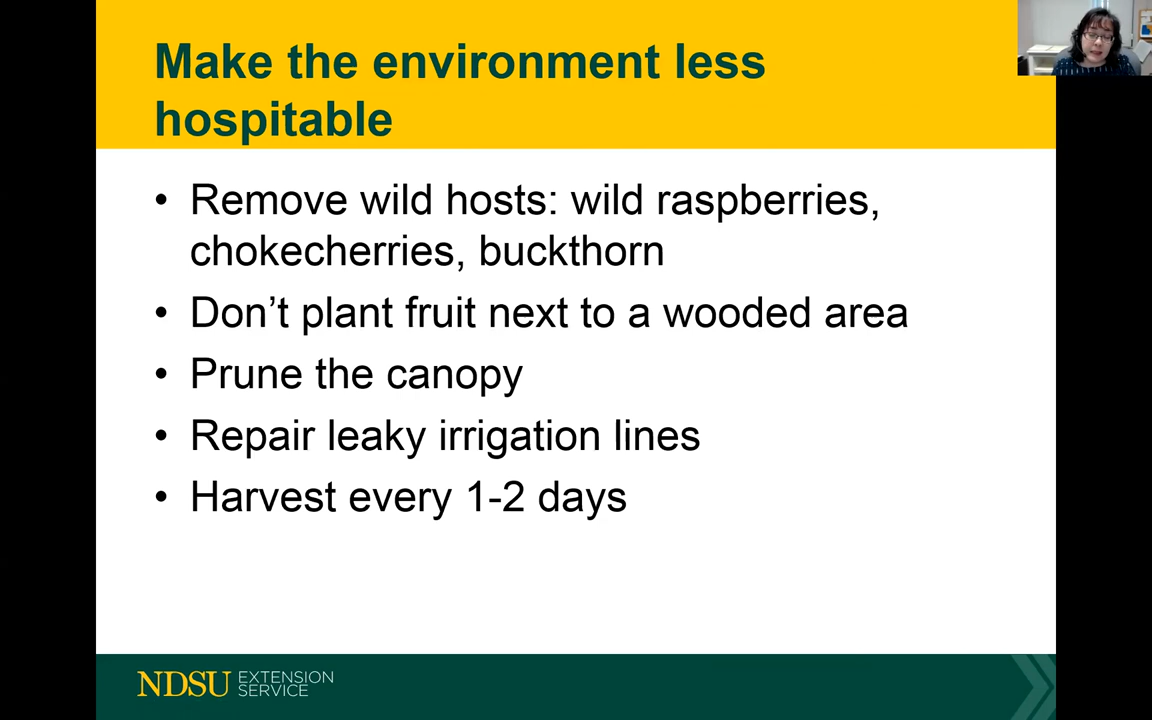 Make the environment less
hospitable
• Remove wild hosts: wild raspberries,
chokecherries, buckthorn
• Don’t plant fruit next to a wooded area
• Prune the canopy
• Repair leaky irrigation lines
• Harvest every 1-2 days
NDSU EXTENSION
SERVICE